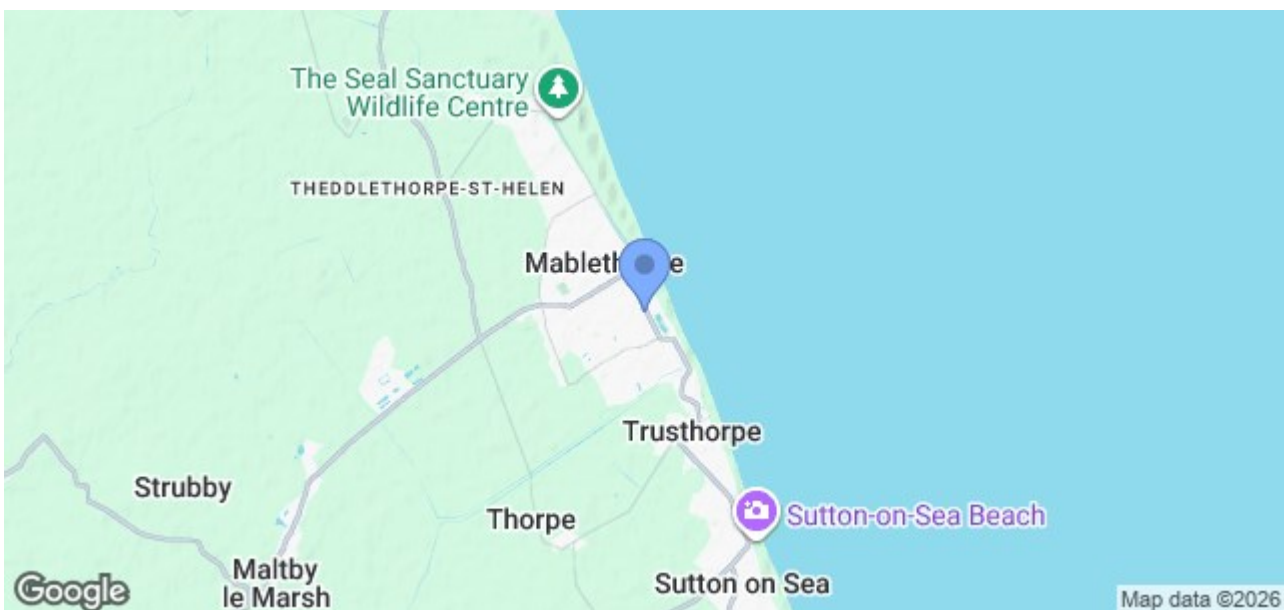 The Seal Sanctuary
Wildlife Centre
THEDDLETHORPE-ST-HELEN
Trusthorpe
Strubby
Thorpe
Sutton-on-Sea Beach
Maltby
le Marsh
Sutton on Sea
Google
Map data ©2026